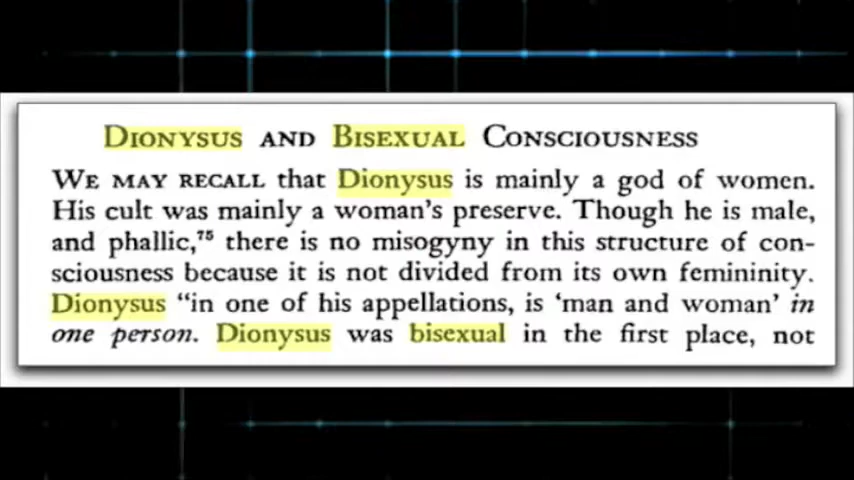 DIONYSUS AND BISEXUAL CONSCIOUSNESS
WE MAY RECALL that Dionysus is mainly a god of women.
His cult was mainly a woman's preserve. Though he is male,
and phallic,⁷⁵ there is no misogyny in this structure of con-
sciousness because it is not divided from its own femininity.
Dionysus “in one of his appellations, is ‘man and woman’ in
one person. Dionysus was bisexual in the first place, not